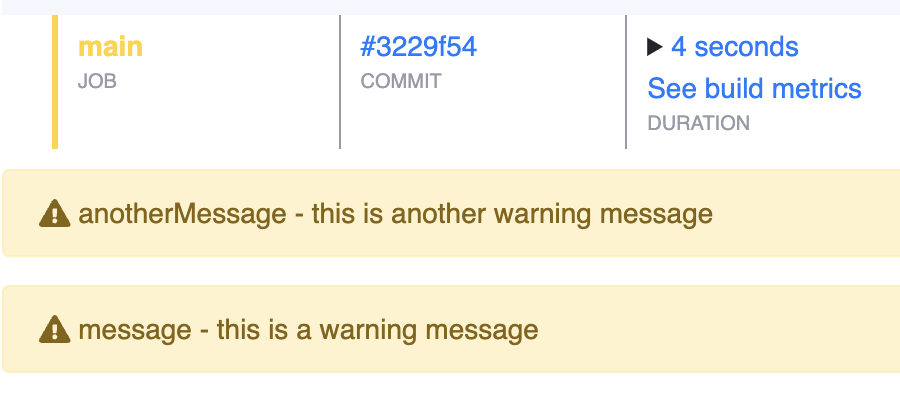 main
JOB
#3229f54
COMMIT
4 seconds
See build metrics
DURATION
anotherMessage - this is another warning message
message - this is a warning message